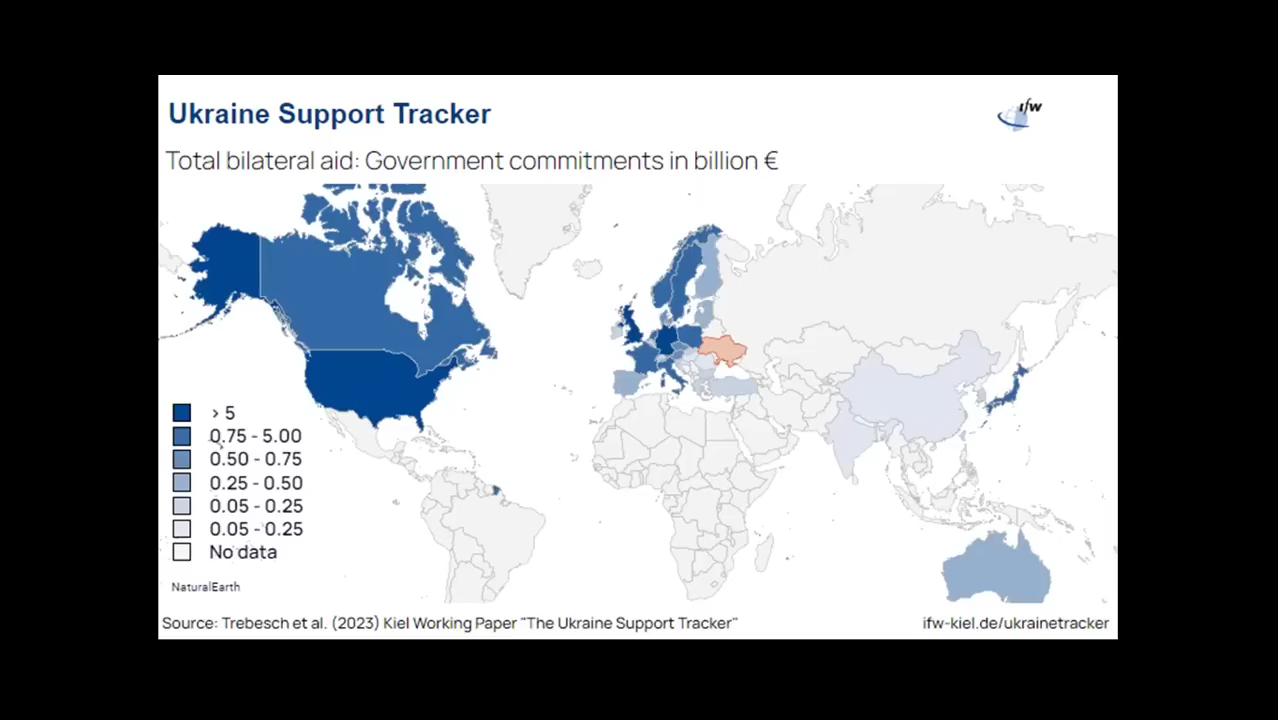 Ukraine Support Tracker
ifw
Total bilateral aid: Government commitments in billion €
> 5
0.75 - 5.00
0.50 - 0.75
0.25 - 0.50
0.05 - 0.25
0.05 - 0.25
No data
NaturalEarth
Source: Trebesch et al. (2023) Kiel Working Paper "The Ukraine Support Tracker"
ifw-kiel.de/ukrainetracker